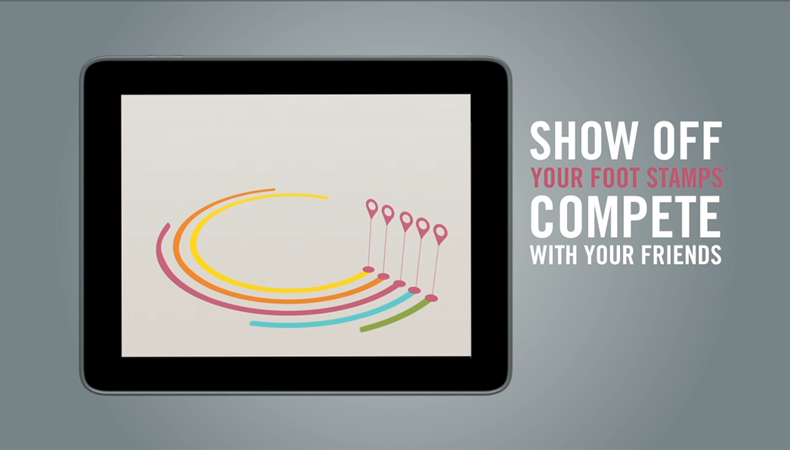 SHOW OFF
YOUR FOOT STAMPS
COMPETE
WITH YOUR FRIENDS